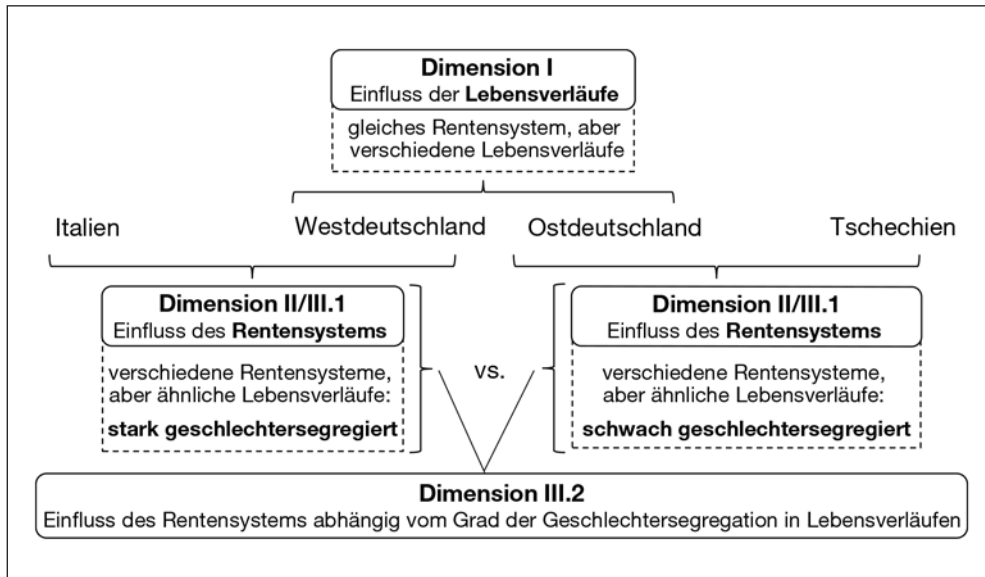 Dimension I
Einfluss der Lebensverläufe
gleiches Rentensystem, aber
verschiedene Lebensverläufe
Italien
Westdeutschland
Ostdeutschland
Tschechien
Dimension II/III.1
Einfluss des Rentensystems
verschiedene Rentensysteme,
aber ähnliche Lebensverläufe:
stark geschlechtersegregiert
vs.
Dimension II/III.1
Einfluss des Rentensystems
verschiedene Rentensysteme,
aber ähnliche Lebensverläufe:
schwach geschlechtersegregiert
Dimension III.2
Einfluss des Rentensystems abhängig vom Grad der Geschlechtersegregation in Lebensverläufen